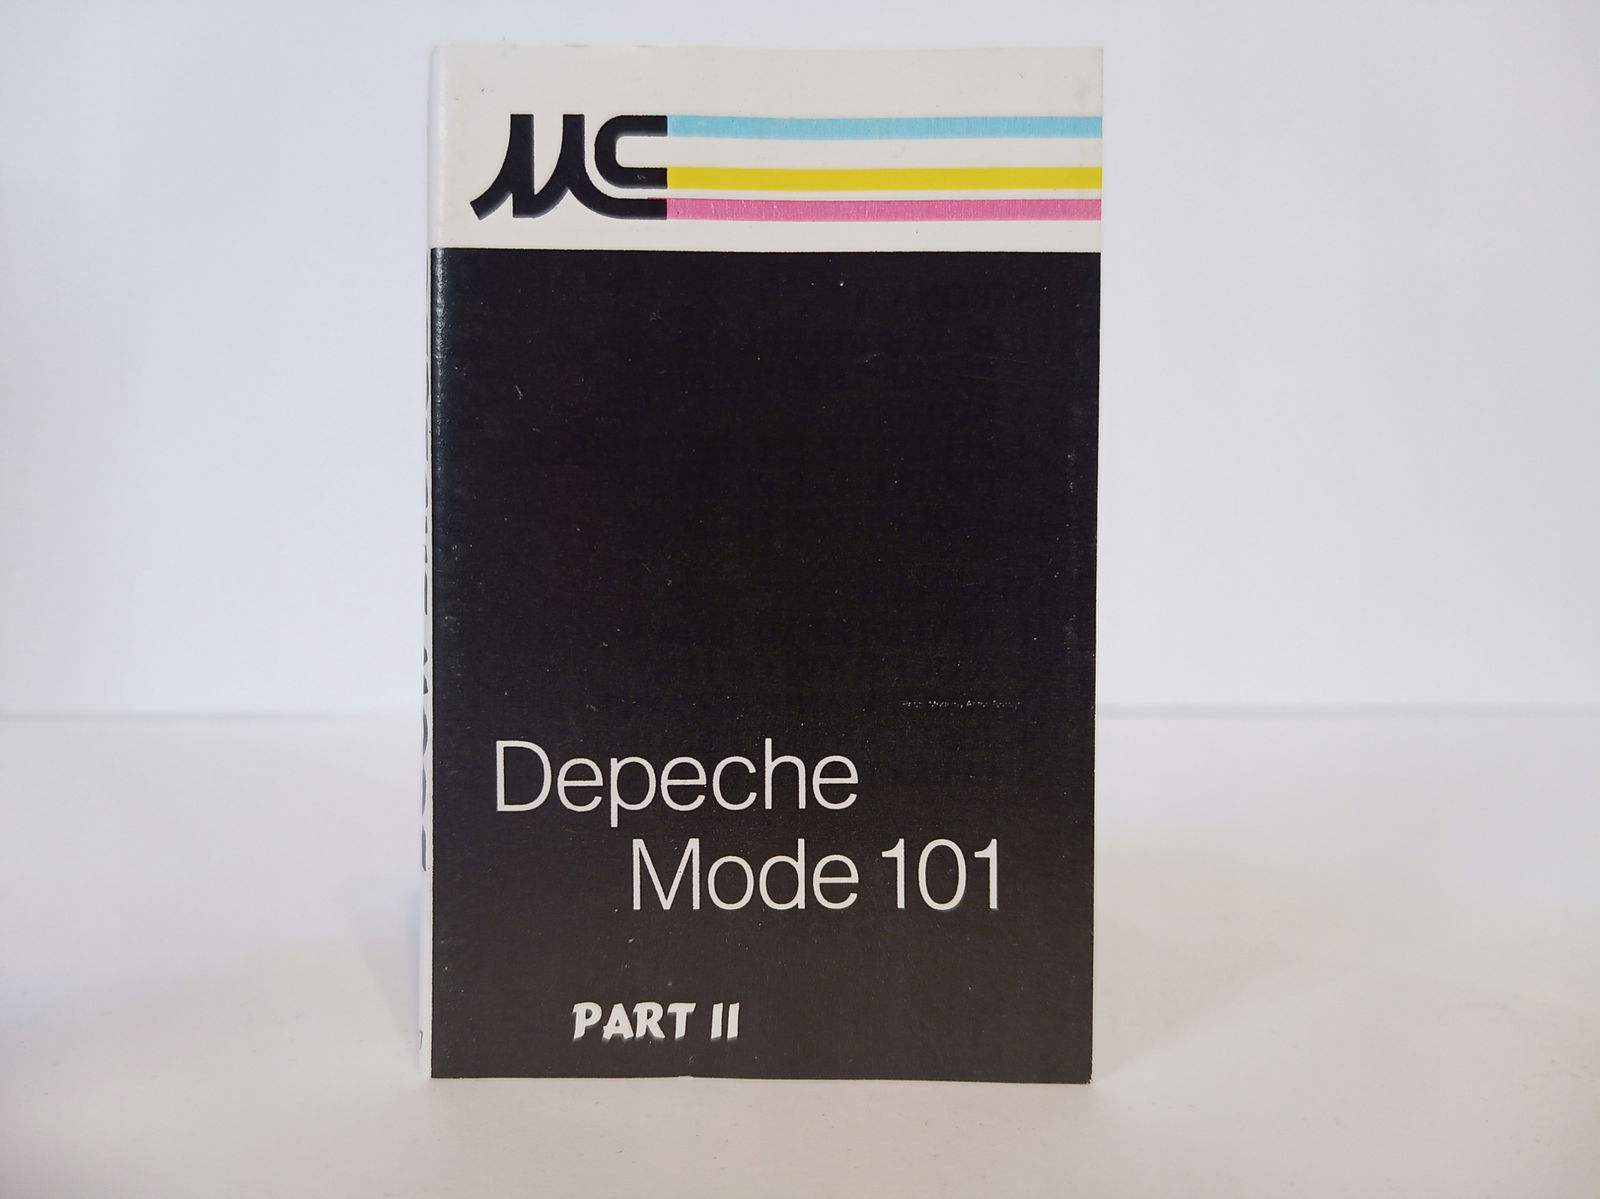 MC
Depeche
Mode 101
PART II